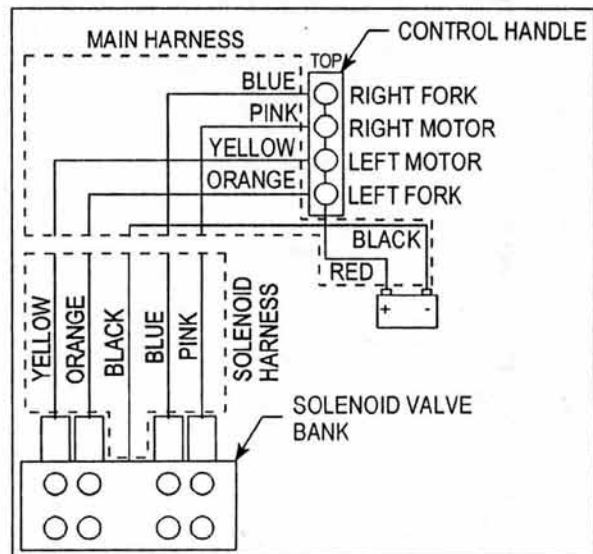 MAIN HARNESS
CONTROL HANDLE
TOP
BLUE
RIGHT FORK
PINK
RIGHT MOTOR
YELLOW
LEFT MOTOR
ORANGE
LEFT FORK
BLACK
RED
+ -
YELLOW
ORANGE
BLACK
BLUE
PINK
SOLENOID
HARNESS
SOLENOID VALVE
BANK